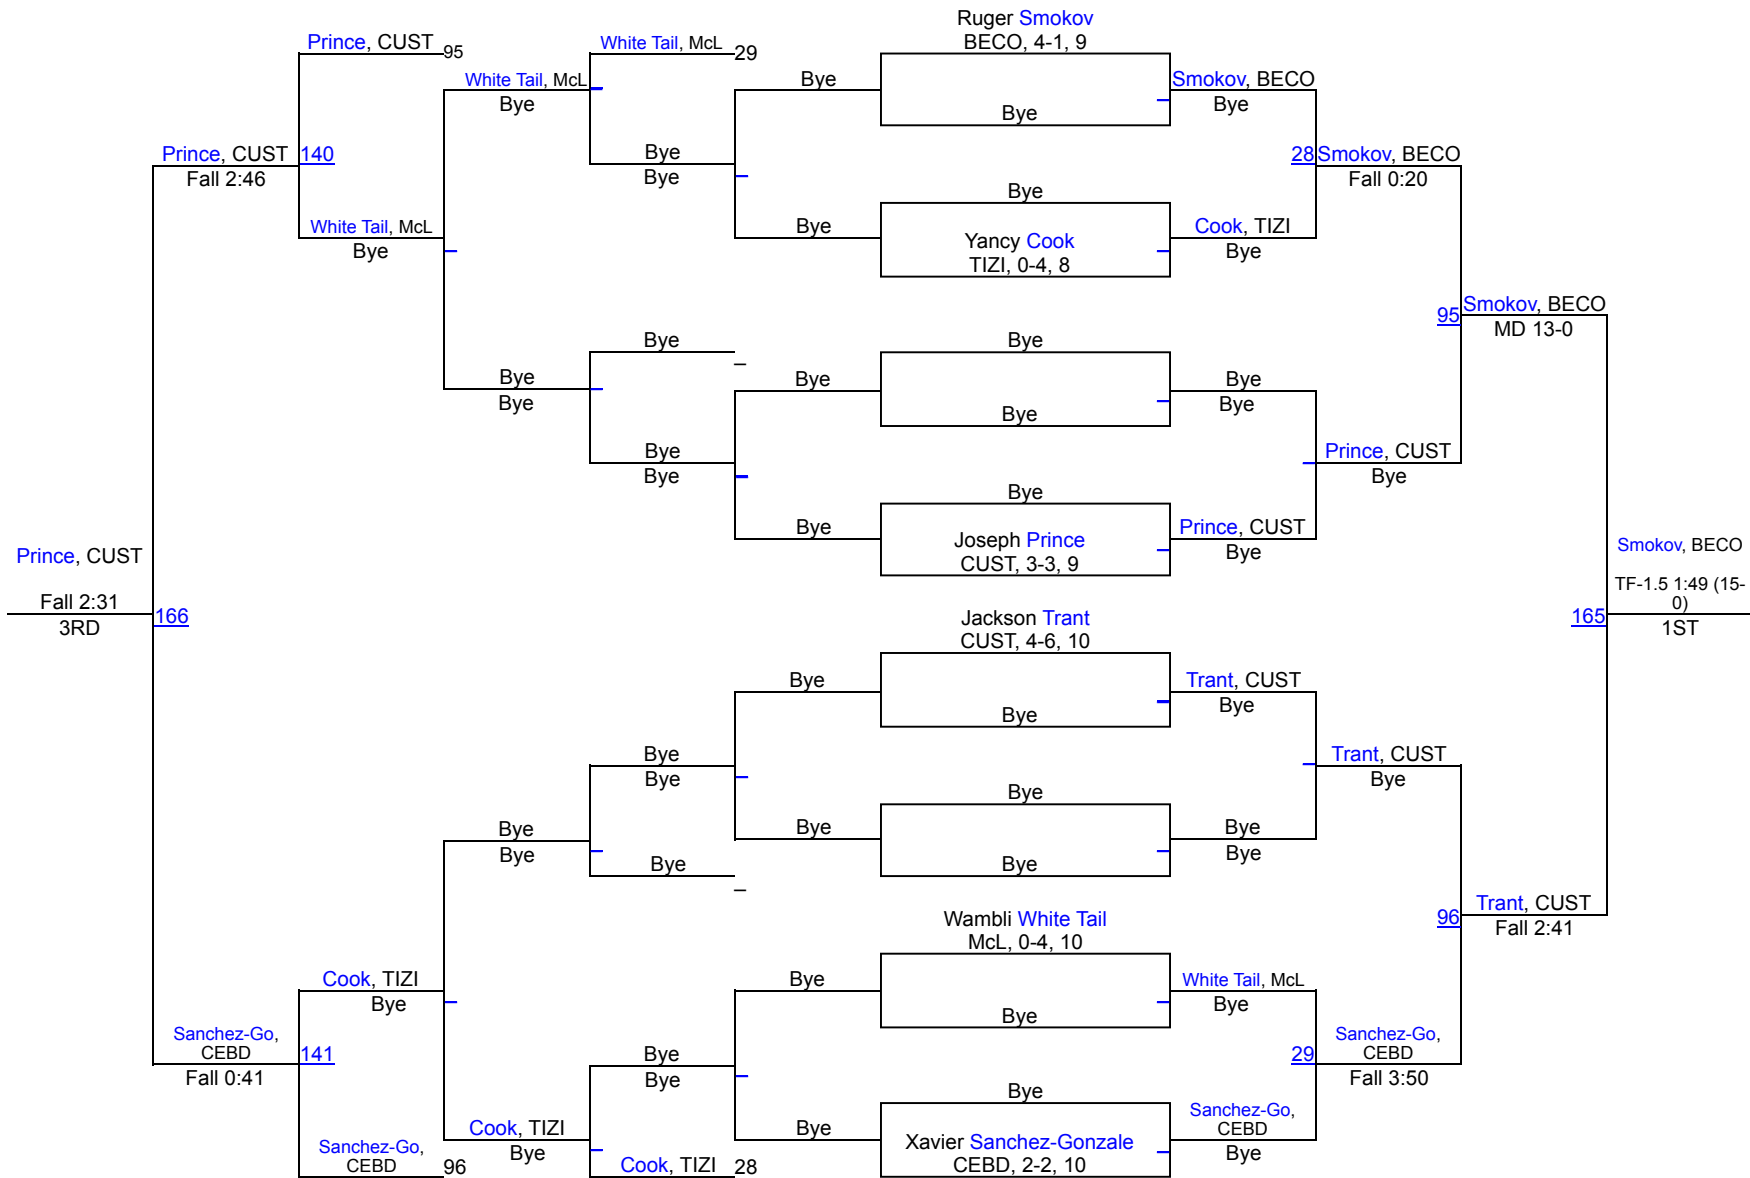 Ruger Smokov
BECO, 4-1, 9
Prince, CUST
95
White Tail, McL
29
White Tail, McL
Bye
Bye
Smokov, BECO
Bye
Bye
Prince, CUST
140
Fall 2:46
Bye
Bye
28
Smokov, BECO
Fall 0:20
Bye
White Tail, McL
Bye
Bye
Yancy Cook
TIZI, 0-4, 8
Cook, TIZI
Bye
95
Smokov, BECO
MD 13-0
Bye
–
Bye
Bye
Bye
Bye
Bye
Bye
Bye
Bye
Bye
Bye
Prince, CUST
Bye
Bye
Bye
Joseph Prince
CUST, 3-3, 9
Prince, CUST
Bye
Prince, CUST
Fall 2:31
3RD
166
Smokov, BECO
TF-1.5 1:49 (15-
0)
1ST
165
Jackson Trant
CUST, 4-6, 10
Bye
Trant, CUST
Bye
Bye
Bye
Bye
Trant, CUST
Bye
Bye
Bye
Bye
Bye
Bye
Bye
Bye
Bye
–
Wambli White Tail
McL, 0-4, 10
96
Trant, CUST
Fall 2:41
Cook, TIZI
Bye
Bye
White Tail, McL
Bye
Bye
Sanchez-Go,
CEBD
141
Fall 0:41
Bye
Bye
29
Sanchez-Go,
CEBD
Fall 3:50
Bye
Sanchez-Go,
CEBD
96
Cook, TIZI
Bye
Cook, TIZI
28
Bye
Xavier Sanchez-Gonzale
CEBD, 2-2, 10
Sanchez-Go,
CEBD
Bye